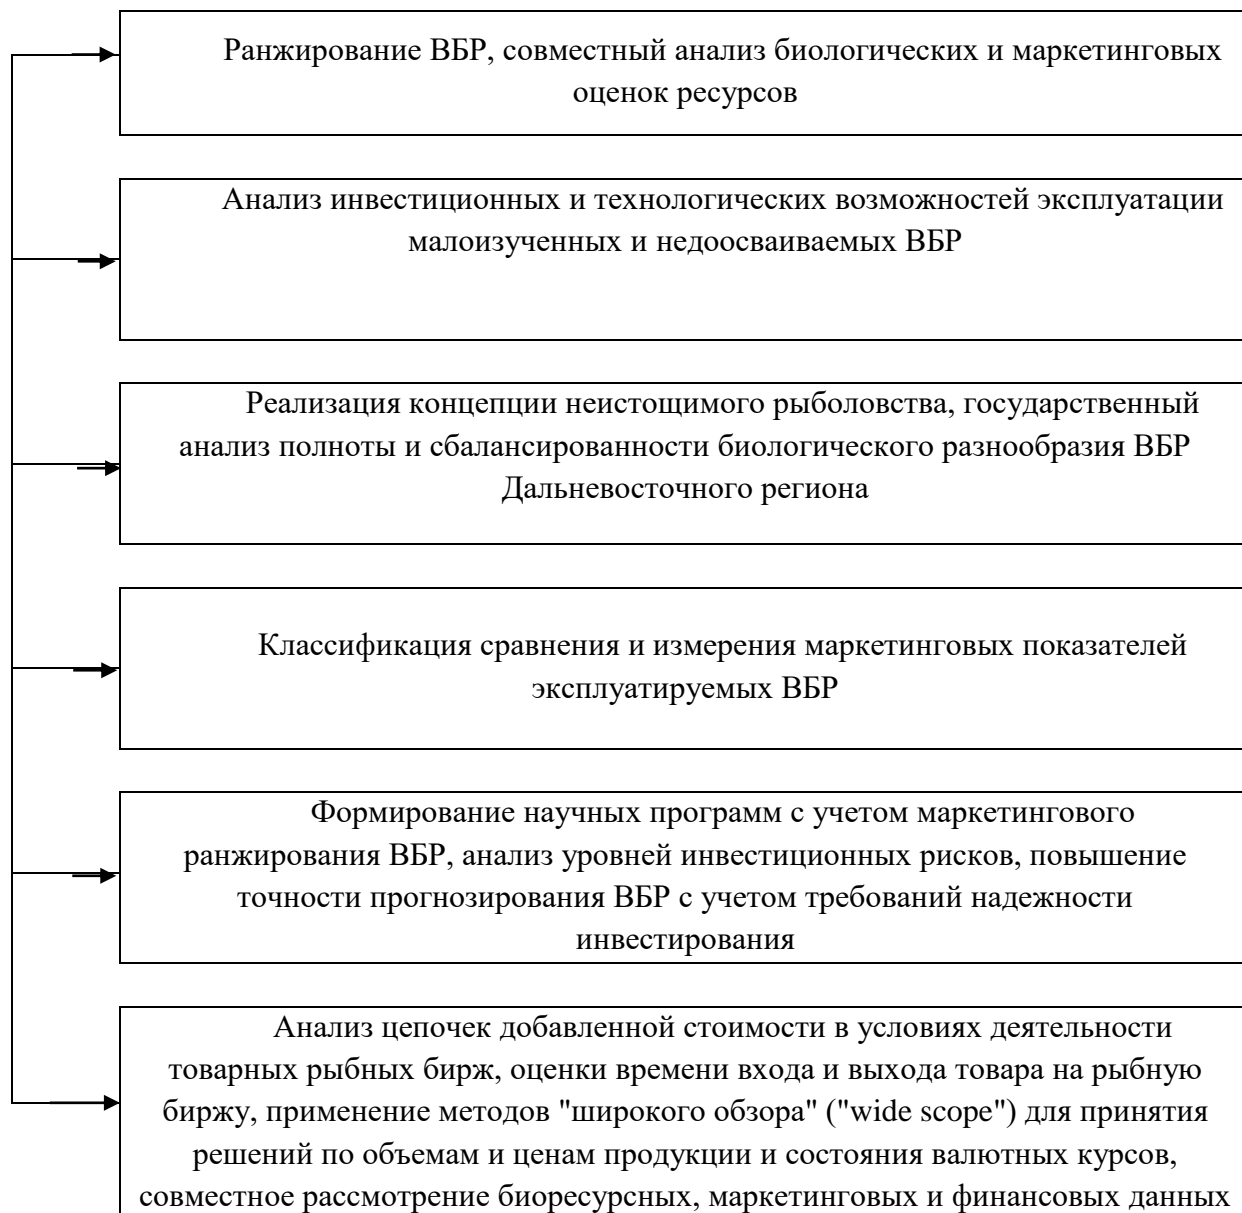 Ранжирование ВБР, совместный анализ биологических и маркетинговых
оценок ресурсов
Анализ инвестиционных и технологических возможностей эксплуатации
малоизученных и недоосваиваемых ВБР
Реализация концепции неистощимого рыболовства, государственный
анализ полноты и сбалансированности биологического разнообразия ВБР
Дальневосточного региона
Классификация сравнения и измерения маркетинговых показателей
эксплуатируемых ВБР
Формирование научных программ с учетом маркетингового
ранжирования ВБР, анализ уровней инвестиционных рисков, повышение
точности прогнозирования ВБР с учетом требований надежности
инвестирования
Анализ цепочек добавленной стоимости в условиях деятельности
товарных рыбных бирж, оценки времени входа и выхода товара на рыбную
биржу, применение методов "широкого обзора" ("wide scope") для принятия
решений по объемам и ценам продукции и состояния валютных курсов,
совместное рассмотрение биоресурсных, маркетинговых и финансовых данных